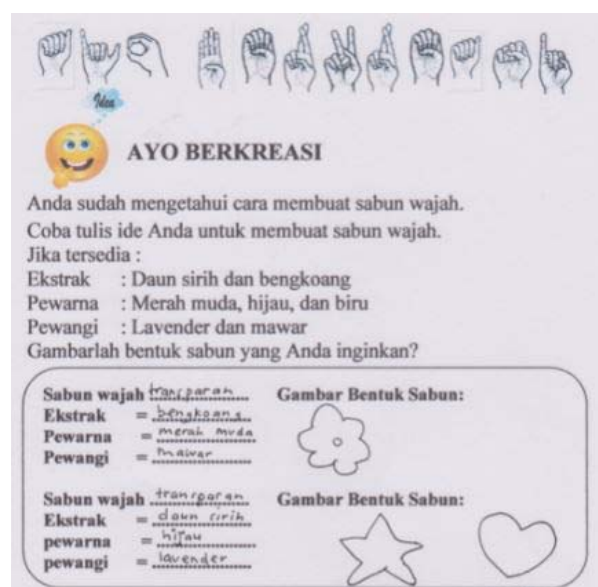 Idea
AYO BERKREASI
Anda sudah mengetahui cara membuat sabun wajah.
Coba tulis ide Anda untuk membuat sabun wajah.
Jika tersedia :
Ekstrak : Daun sirih dan bengkoang
Pewarna : Merah muda, hijau, dan biru
Pewangi : Lavender dan mawar
Gambarlah bentuk sabun yang Anda inginkan?
Sabun wajah transparan Gambar Bentuk Sabun:
Ekstrak = bengkoang
Pewarna = merah muda
Pewangi = mawar
Sabun wajah transparan Gambar Bentuk Sabun:
Ekstrak = daun sirih
pewarna = hijau
pewangi = lavender